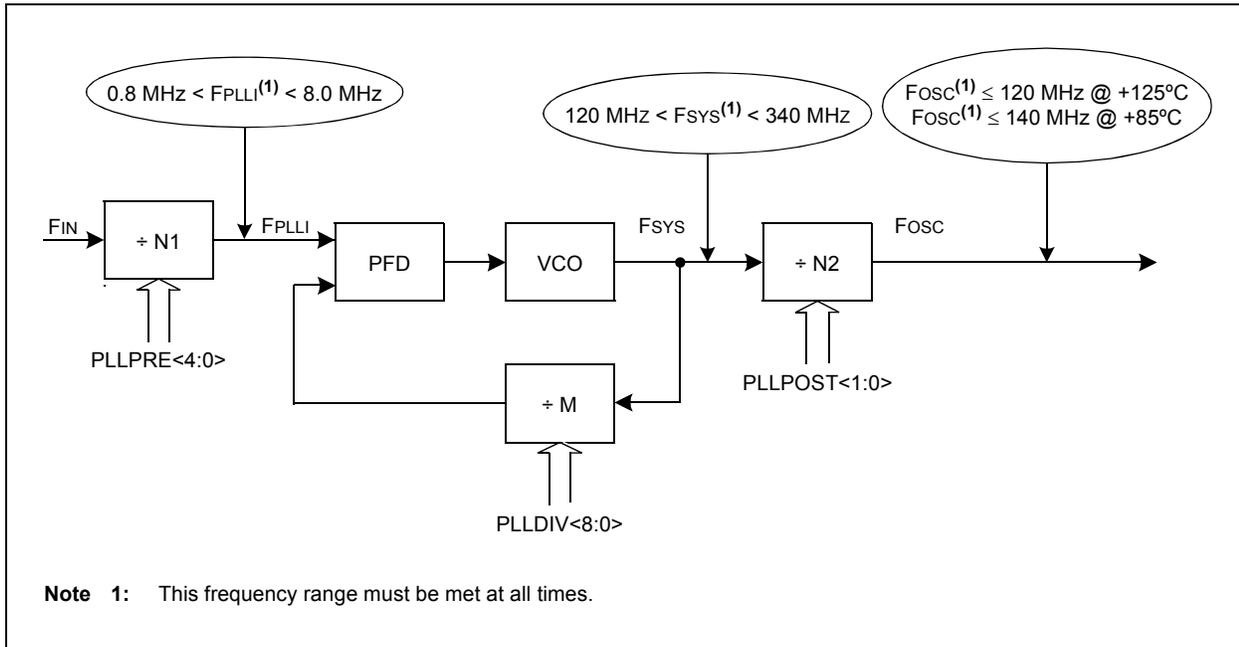 0.8 MHz < FPLLI(1) < 8.0 MHz
120 MHZ < FSYS(1) < 340 MHZ
FOSC(1) ≤ 120 MHz @ +125ºC
FOSC(1) ≤ 140 MHz @ +85ºC
FIN
÷ N1
FPLLI
PFD
VCO
FSYS
÷ N2
FOSC
PLLPRE<4:0>
÷ M
PLLPOST<1:0>
PLLDIV<8:0>
Note 1: This frequency range must be met at all times.